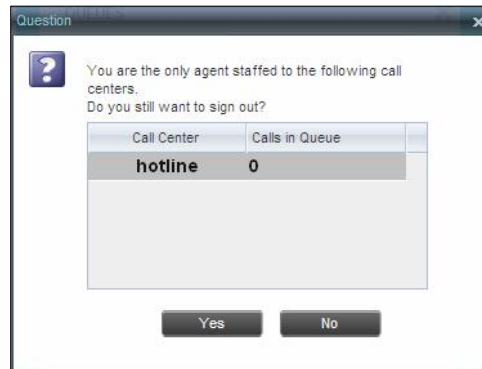 Question
You are the only agent staffed to the following call
centers.
Do you still want to sign out?
Call Center Calls in Queue
hotline 0
Yes No